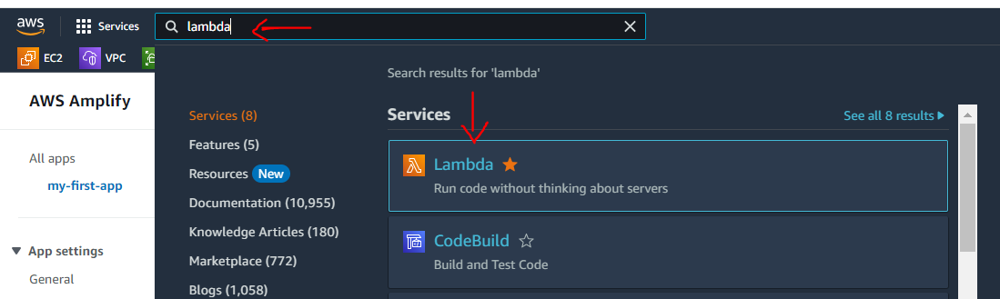 aws
Services
lambda
EC2
VPC
AWS Amplify
All apps
my-first-app
App settings
General
Search results for 'lambda'
Services (8)
Features (5)
Resources New
Documentation (10,955)
Knowledge Articles (180)
Marketplace (772)
Blogs (1,058)
Services
See all 8 results
Lambda
Run code without thinking about servers
CodeBuild
Build and Test Code